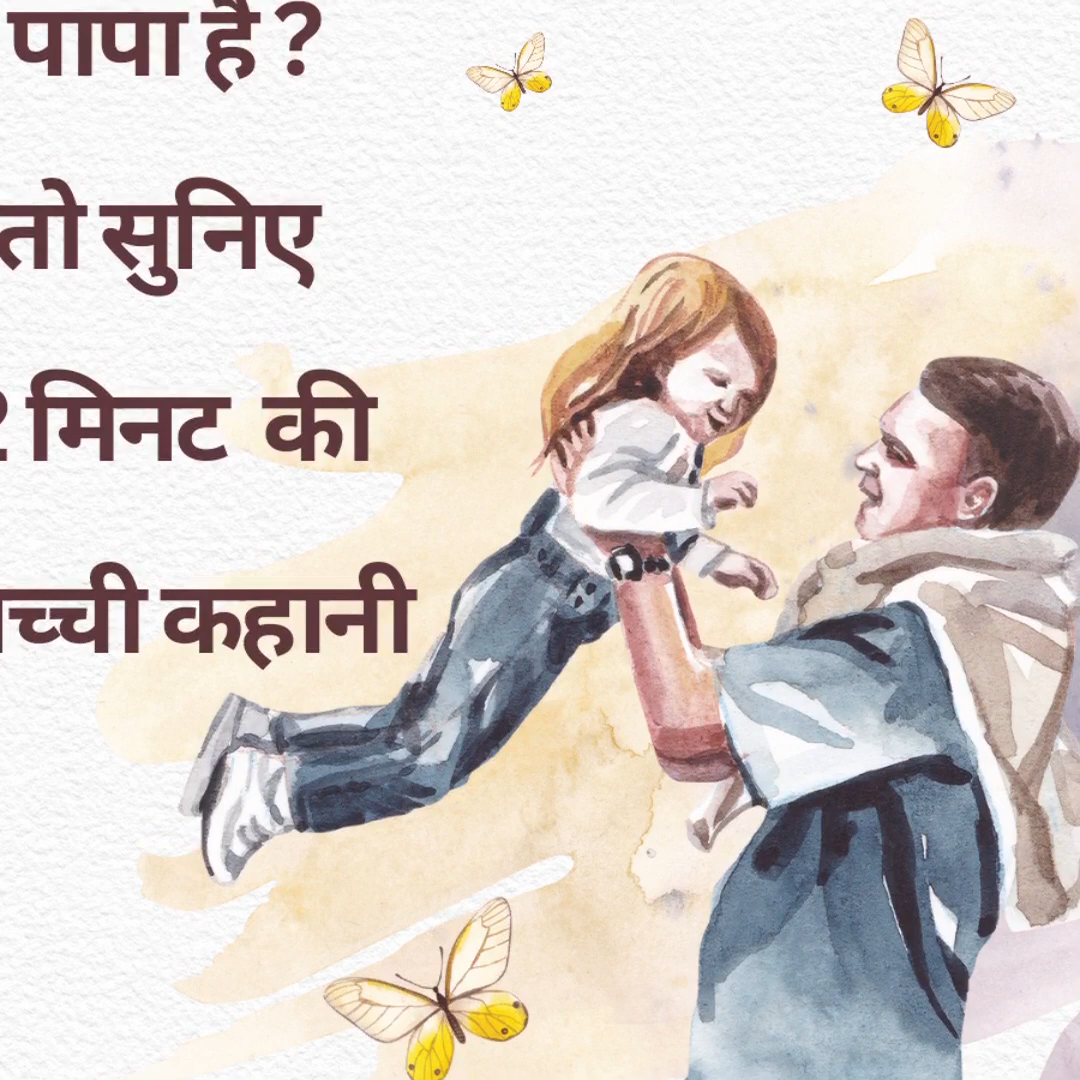 पापा है ?
तो सुनिए
मिनट की
कहानी